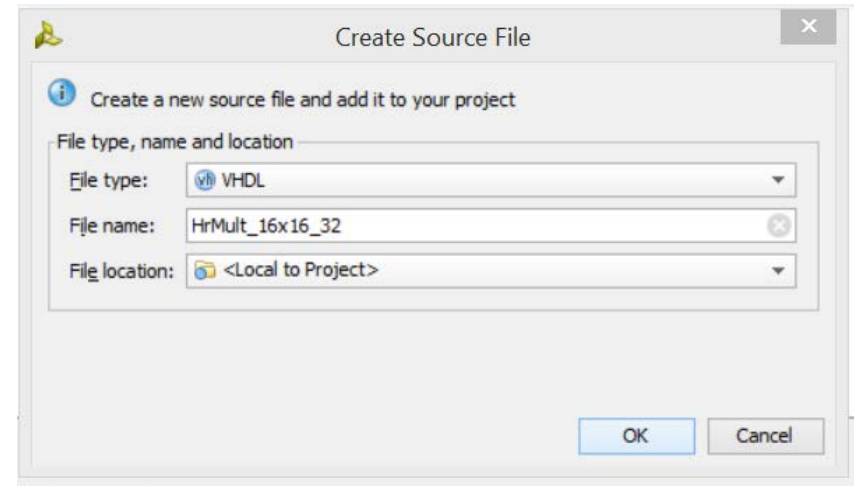 Create Source File
Create a new source file and add it to your project
File type, name and location
File type: VHDL
File name: HrMult_16x16_32
File location: <Local to Project>
OK Cancel